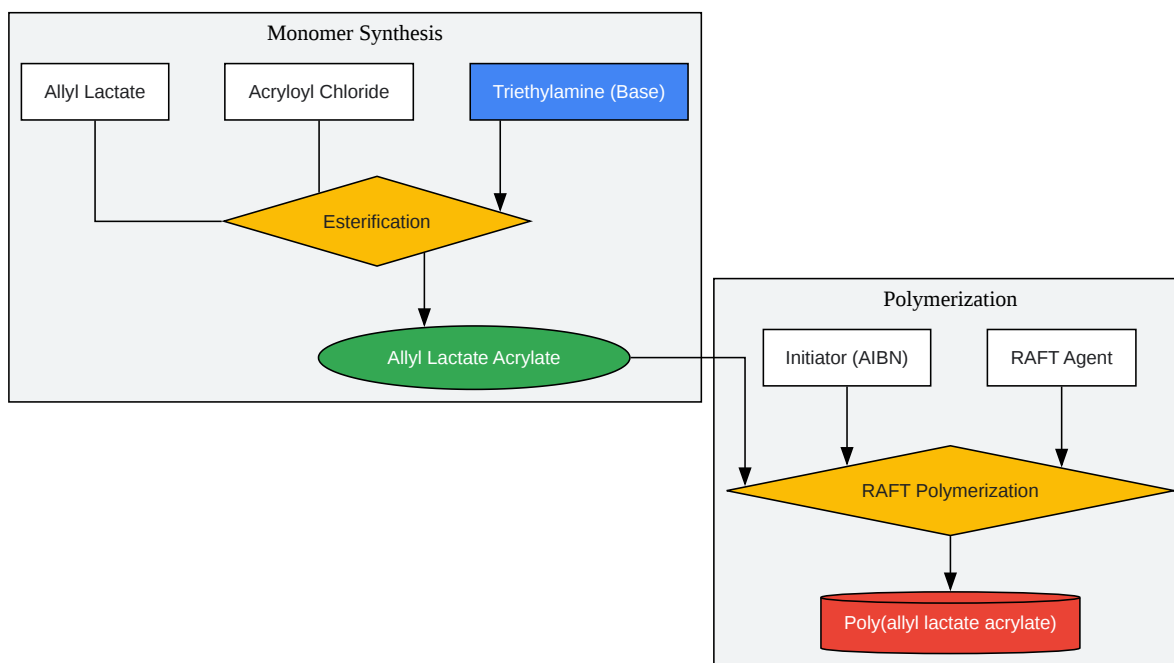 Monomer Synthesis
Allyl Lactate
Acryloyl Chloride
Triethylamine (Base)
Esterification
Allyl Lactate Acrylate
Polymerization
Initiator (AIBN)
RAFT Agent
RAFT Polymerization
Poly(allyl lactate acrylate)